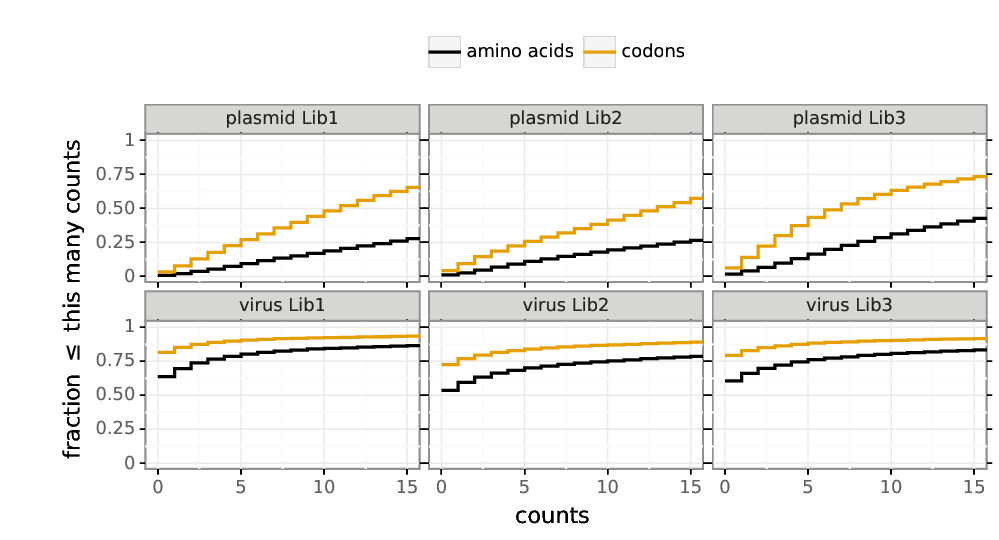 amino acids codons
plasmid Lib1 plasmid Lib2 plasmid Lib3
1
0.75
0.50
0.25
0
virus Lib1 virus Lib2 virus Lib3
1
0.75
0.50
0.25
0
0 5 10 15 0 5 10 15 0 5 10 15
counts
fraction ≤ this many counts